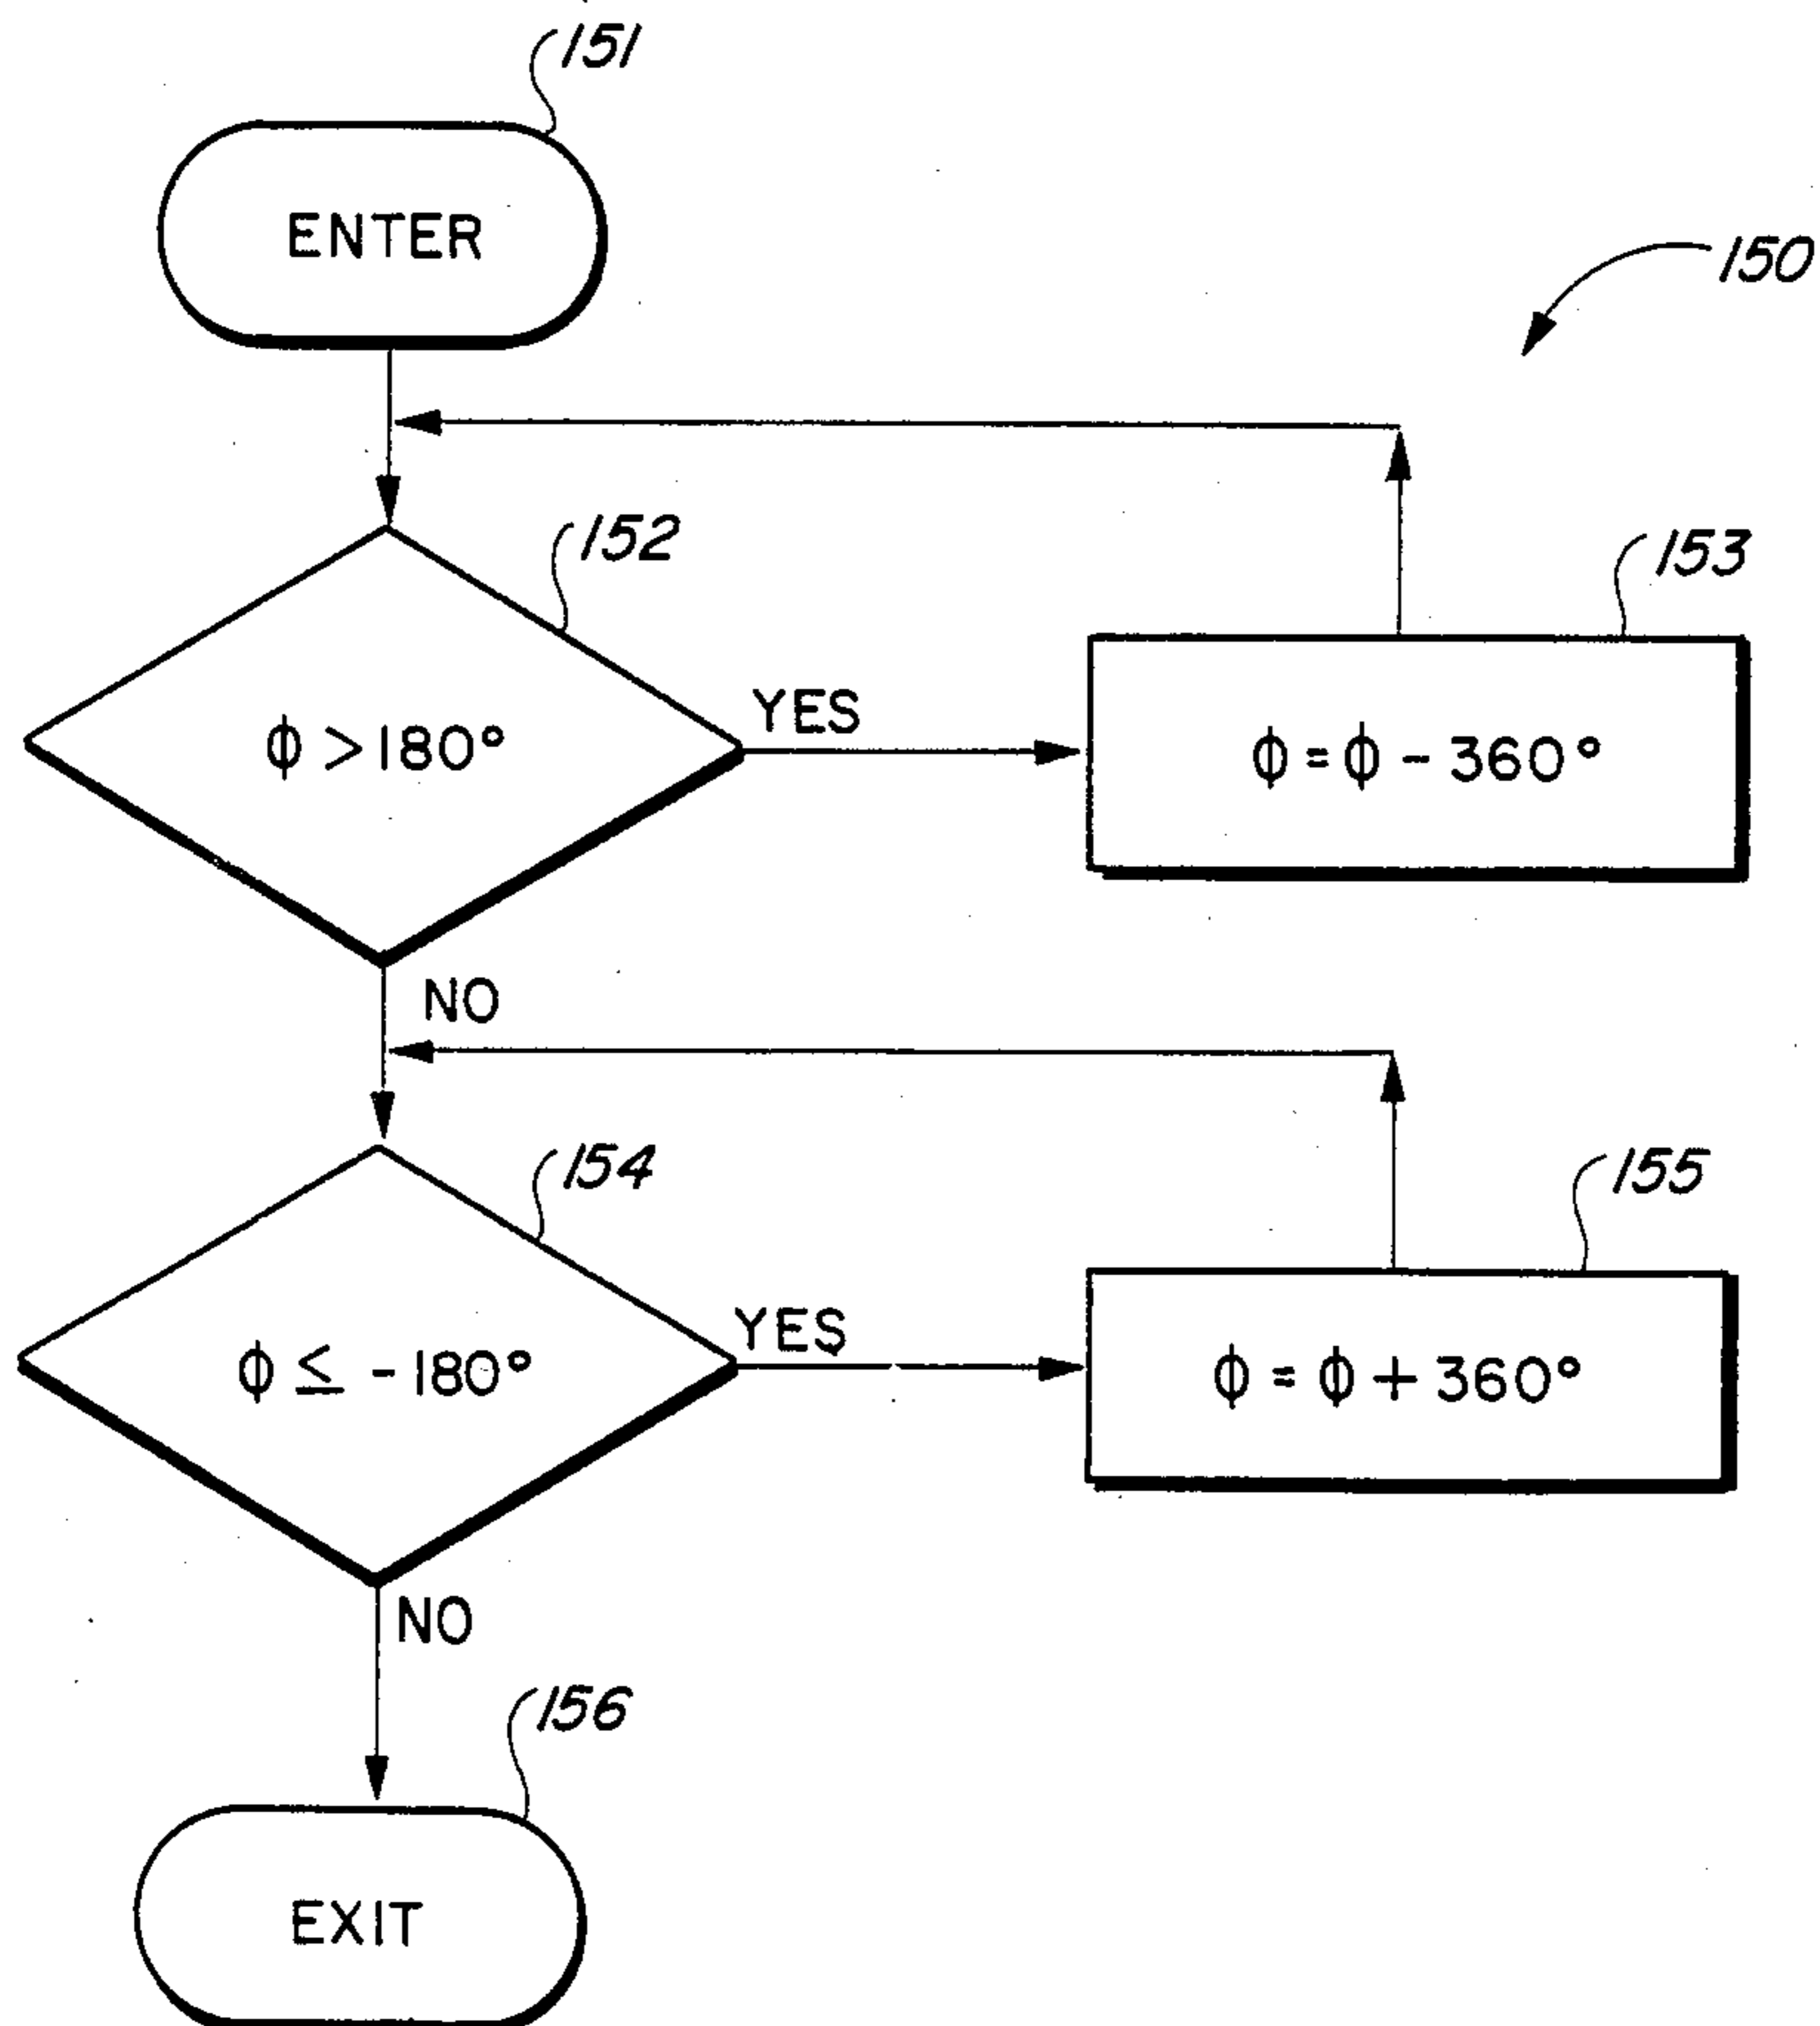 151
ENTER
150
152
153
ϕ > 180°
YES
ϕ = ϕ - 360°
NO
154
155
ϕ ≤ -180°
YES
ϕ = ϕ + 360°
NO
156
EXIT